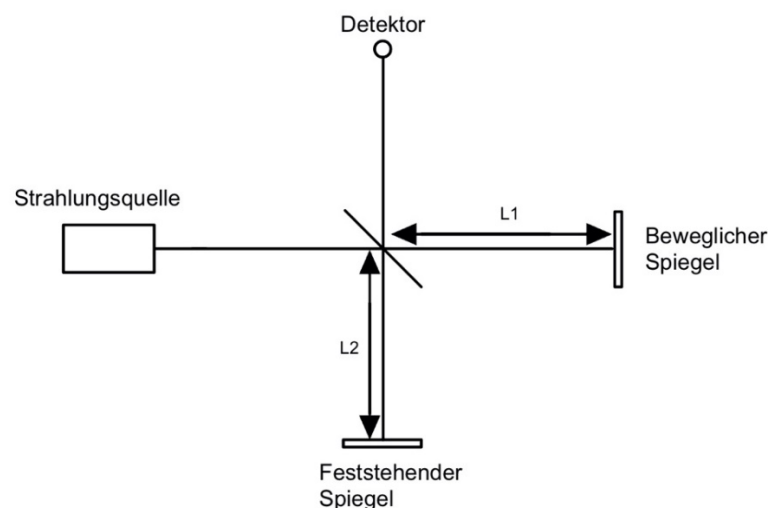 Detektor
Strahlungsquelle
L1
Beweglicher
Spiegel
L2
Feststehender
Spiegel